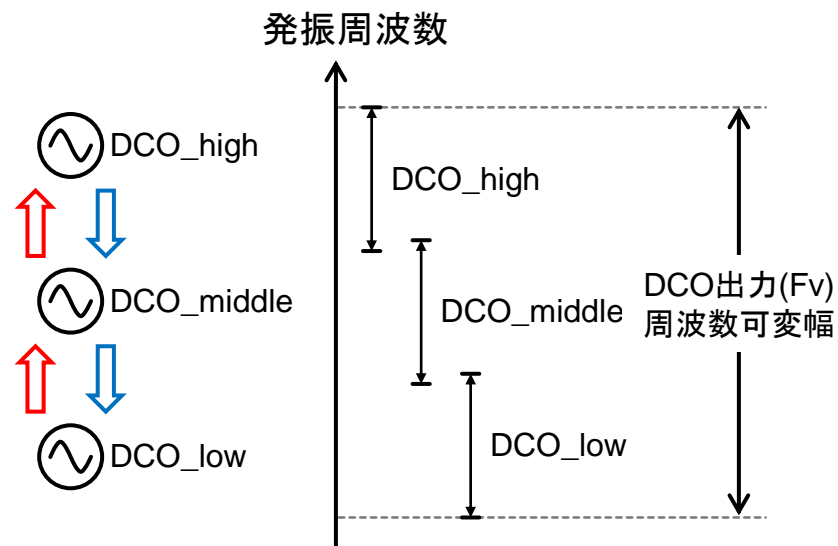 発振周波数
DCO_high
DCO_high
DCO_middle
DCO_middle
DCO出力(Fv)
周波数可変幅
DCO_low
DCO_low